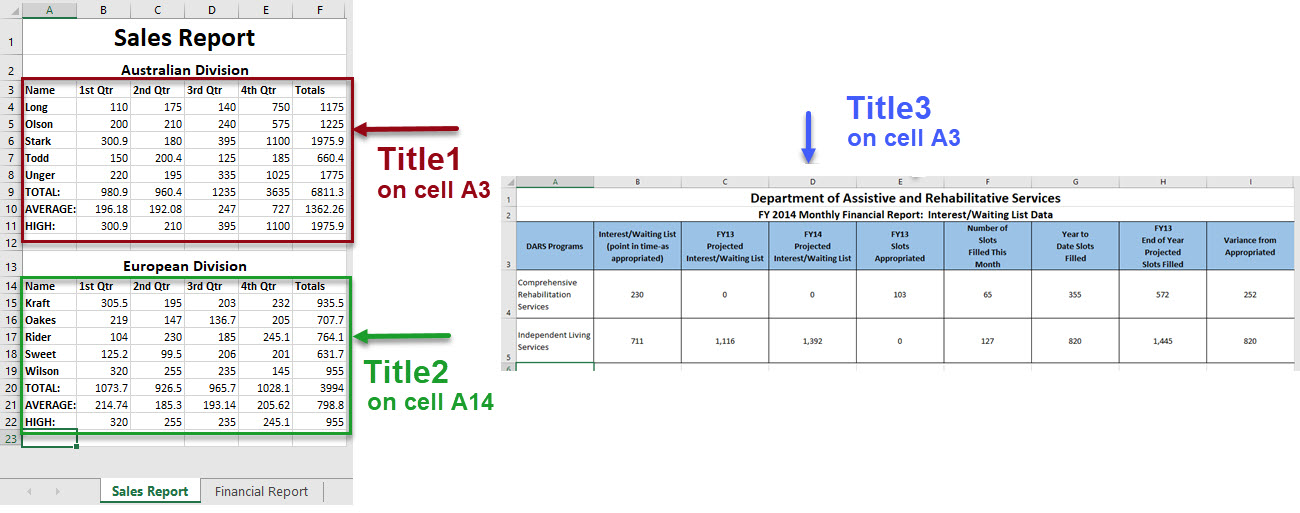 A B C D E F
1 Sales Report
2 Australian Division
3 Name 1st Qtr 2nd Qtr 3rd Qtr 4th Qtr Totals
4 Long 110 175 140 750 1175
5 Olson 200 210 240 575 1225
6 Stark 300.9 180 395 1100 1975.9
7 Todd 150 200.4 125 185 660.4
8 Unger 220 195 335 1025 1775
9 TOTAL: 980.9 960.4 1235 3635 6811.3
10 AVERAGE: 196.18 192.08 247 727 1362.26
11 HIGH: 300.9 210 395 1100 1975.9
12
13 European Division
14 Name 1st Qtr 2nd Qtr 3rd Qtr 4th Qtr Totals
15 Kraft 305.5 195 203 232 935.5
16 Oakes 219 147 136.7 205 707.7
17 Rider 104 230 185 245.1 764.1
18 Sweet 125.2 99.5 206 201 631.7
19 Wilson 320 255 235 145 955
20 TOTAL: 1073.7 926.5 965.7 1028.1 3994
21 AVERAGE: 214.74 185.3 193.14 205.62 798.8
22 HIGH: 320 255 235 245.1 955
23
Sales Report Financial Report
Title1
on cell A3
Title2
on cell A14
Title3
on cell A3
A B C D E F G H I
1 Department of Assistive and Rehabilitative Services
2 FY 2014 Monthly Financial Report: Interest/Waiting List Data
3
DARS Programs
Interest/Waiting List
(point in time-as
appropriated)
FY13
Projected
Interest/Waiting List
FY14
Projected
Interest/Waiting List
FY13
Slots
Appropriated
Number of
Slots
Filled This
Month
Year to
Date Slots
Filled
FY13
End of Year
Projected
Slots Filled
Variance from
Appropriated
4
Comprehensive
Rehabilitation
Services
230 0 0 103 65 355 572 252
5
Independent Living
Services
711 1,116 1,392 0 127 820 1,445 820